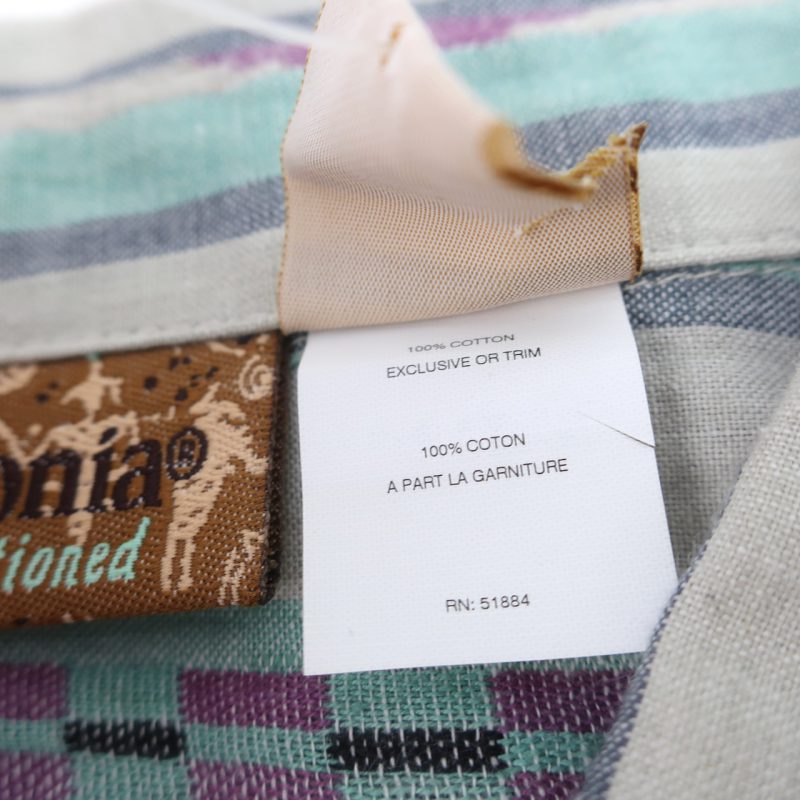 onia®
tioned
100% COTTON
EXCLUSIVE OR TRIM
100% COTON
A PART LA GARNITURE
RN: 51884